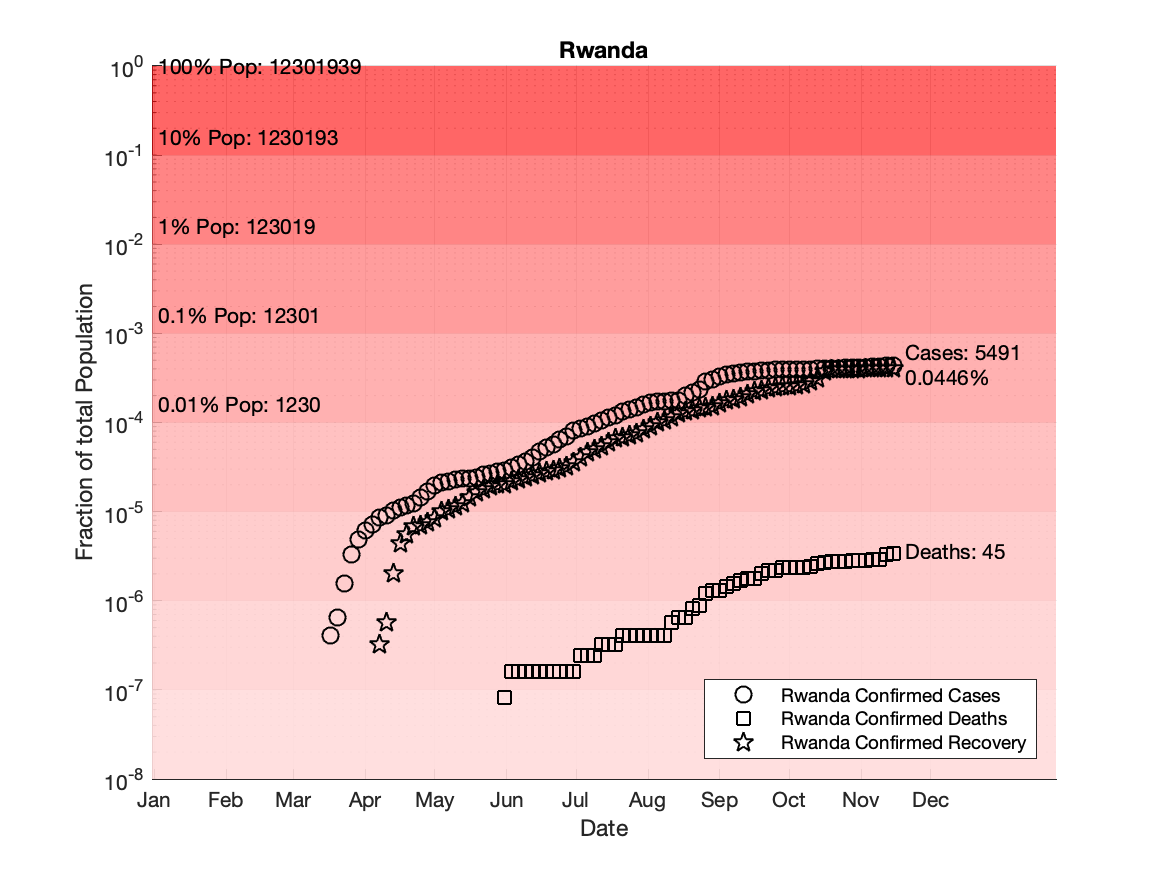 Rwanda
10^0
100% Pop: 12301939
10% Pop: 1230193
10^-1
1% Pop: 123019
10^-2
0.1% Pop: 12301
10^-3
Cases: 5491
0.0446%
0.01% Pop: 1230
10^-4
10^-5
Deaths: 45
10^-6
10^-7
10^-8
Fraction of total Population
Rwanda Confirmed Cases
Rwanda Confirmed Deaths
Rwanda Confirmed Recovery
Jan Feb Mar Apr May Jun Jul Aug Sep Oct Nov Dec
Date